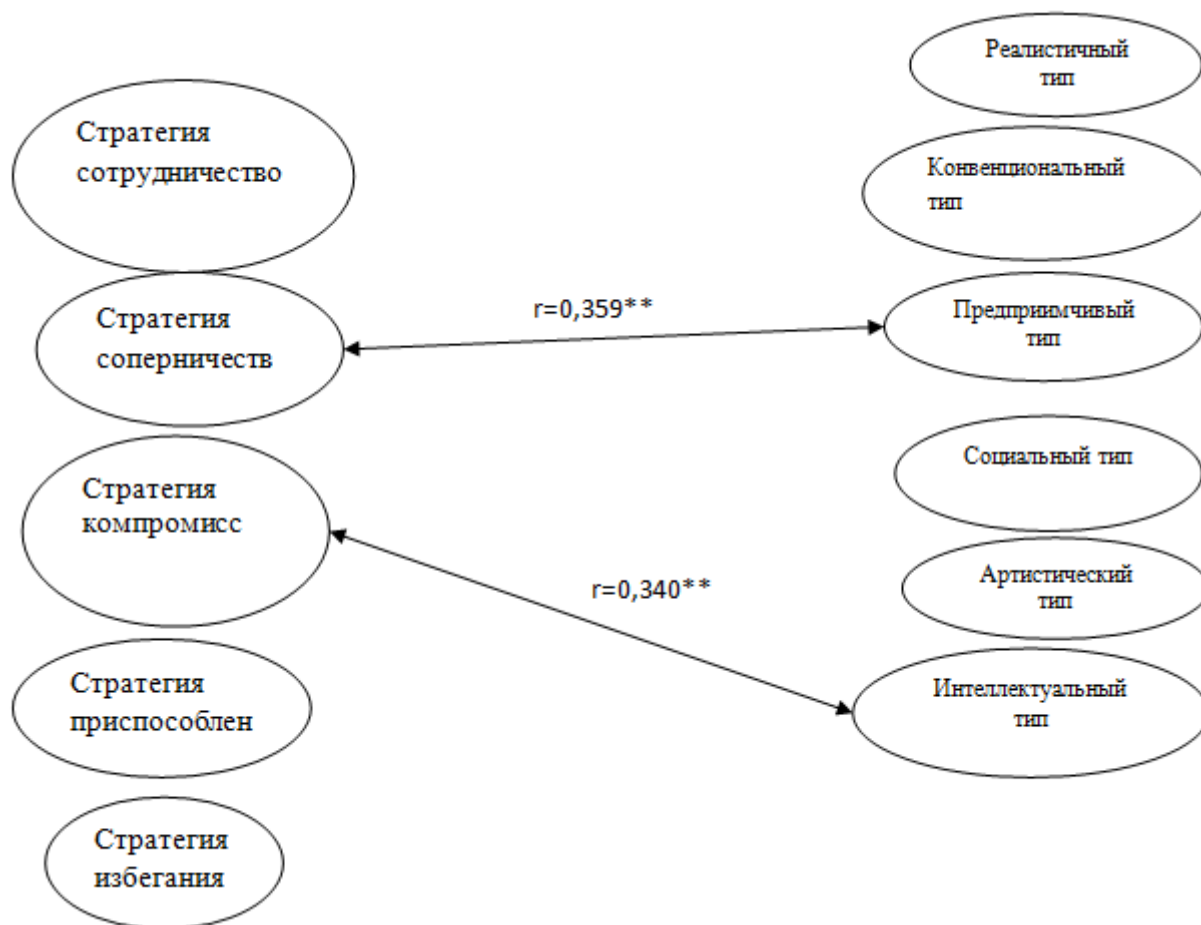 Стратегия
сотрудничество
Стратегия
соперничеств
Стратегия
компромисс
Стратегия
приспособлен
Стратегия
избегания
r=0,359**
r=0,340**
Реалистичный
тип
Конвенциональный
тип
Предприимчивый
тип
Социальный тип
Артистический
тип
Интеллектуальный
тип